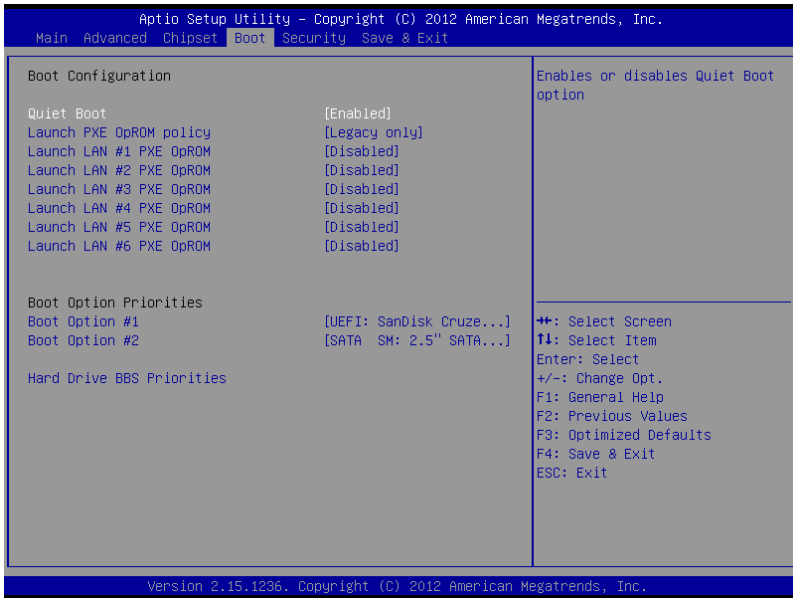 Aptio Setup Utility – Copyright (C) 2012 American Megatrends, Inc.
Main Advanced Chipset Boot Security Save & Exit
Boot Configuration
Quiet Boot [Enabled]
Launch PXE OpROM policy [Legacy only]
Launch LAN #1 PXE OpROM [Disabled]
Launch LAN #2 PXE OpROM [Disabled]
Launch LAN #3 PXE OpROM [Disabled]
Launch LAN #4 PXE OpROM [Disabled]
Launch LAN #5 PXE OpROM [Disabled]
Launch LAN #6 PXE OpROM [Disabled]
Boot Option Priorities
Boot Option #1 [UEFI: SanDisk Cruze...]
Boot Option #2 [SATA SM: 2.5" SATA...]
Hard Drive BBS Priorities
Enables or disables Quiet Boot
option
→←: Select Screen
↑↓: Select Item
Enter: Select
+/-: Change Opt.
F1: General Help
F2: Previous Values
F3: Optimized Defaults
F4: Save & Exit
ESC: Exit
Version 2.15.1236. Copyright (C) 2012 American Megatrends, Inc.